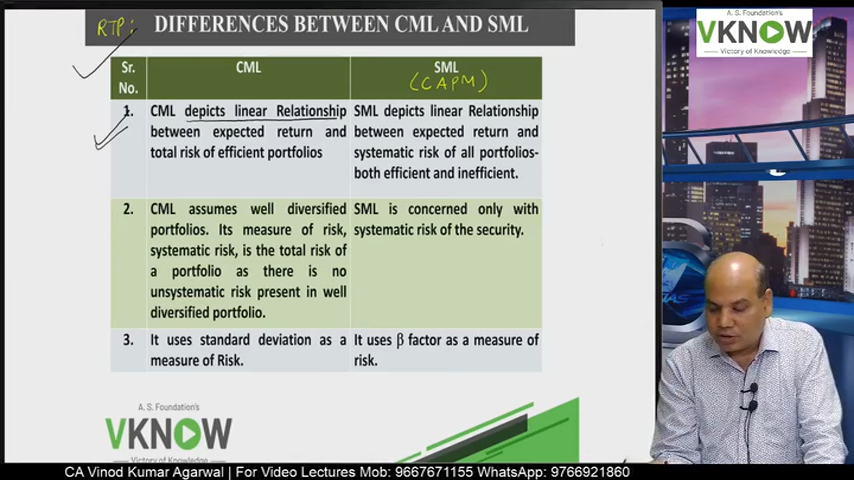 RTP:
DIFFERENCES BETWEEN CML AND SML
A. S. Foundation's
VKNOW
Victory of Knowledge
Sr.
No.
CML
SML
(CAPM)
1.
CML depicts linear Relationship
between expected return and
total risk of efficient portfolios
SML depicts linear Relationship
between expected return and
systematic risk of all portfolios-
both efficient and inefficient.
2.
CML assumes well diversified
portfolios. Its measure of risk,
systematic risk, is the total risk of
a portfolio as there is no
unsystematic risk present in well
diversified portfolio.
SML is concerned only with
systematic risk of the security.
3.
It uses standard deviation as a
measure of Risk.
It uses β factor as a measure of
risk.
A. S. Foundation's
VKNOW
Victory of Knowledge
CA Vinod Kumar Agarwal | For Video Lectures Mob: 9667671155 WhatsApp: 9766921860